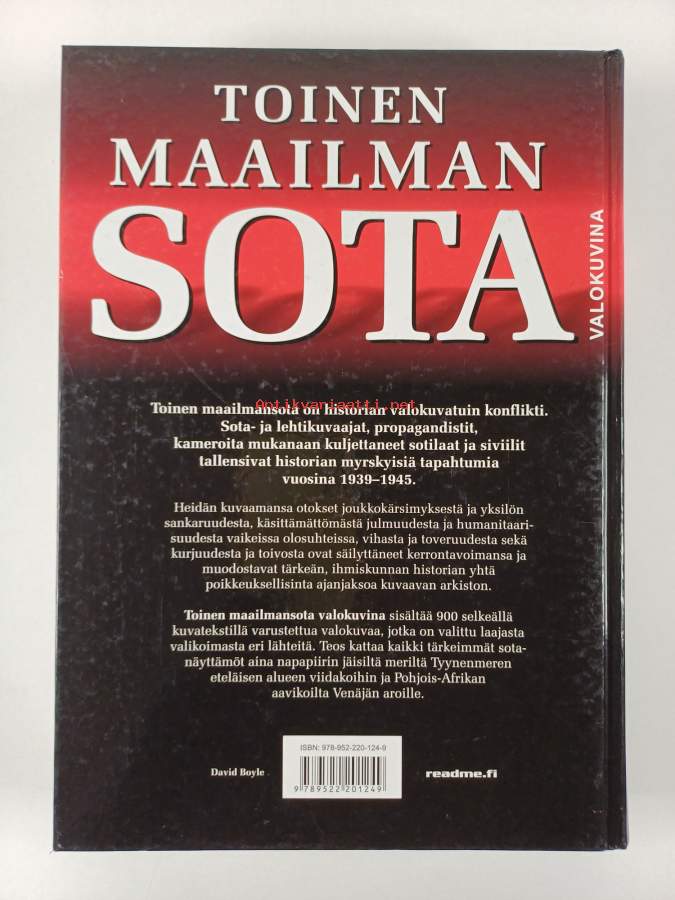 TOINEN
MAAILMAN
SOTA
VALOKUVINA
Antikvariaatti.net
Toinen maailmansota on historian valokuvatuin konflikti.
Sota- ja lehtikuvaajat, propagandistit,
kameroita mukanaan kuljettaneet sotilaat ja siviilit
tallensivat historian myrskyisiä tapahtumia
vuosina 1939–1945.
Heidän kuvaamansa otokset joukkokärsimyksestä ja yksilön
sankaruudesta, käsittämättömästä julmuudesta ja humanitaari-
suudesta vaikeissa olosuhteissa, vihasta ja toveruudesta sekä
kurjuudesta ja toivosta ovat säilyttäneet kerrontavoimansa ja
muodostavat tärkeän, ihmiskunnan historian yhtä
poikkeuksellisinta ajanjaksoa kuvaavan arkiston.
Toinen maailmansota valokuvina sisältää 900 selkeällä
kuvatekstillä varustettua valokuvaa, jotka on valittu laajasta
valikoimasta eri lähteitä. Teos kattaa kaikki tärkeimmät sota-
näyttämöt aina napapiirin jäisiltä meriltä Tyynenmeren
eteläisen alueen viidakoihin ja Pohjois-Afrikan
aavikoilta Venäjän aroille.
ISBN: 978-952-220-124-9
David Boyle
9 789522 201249
readme.fi